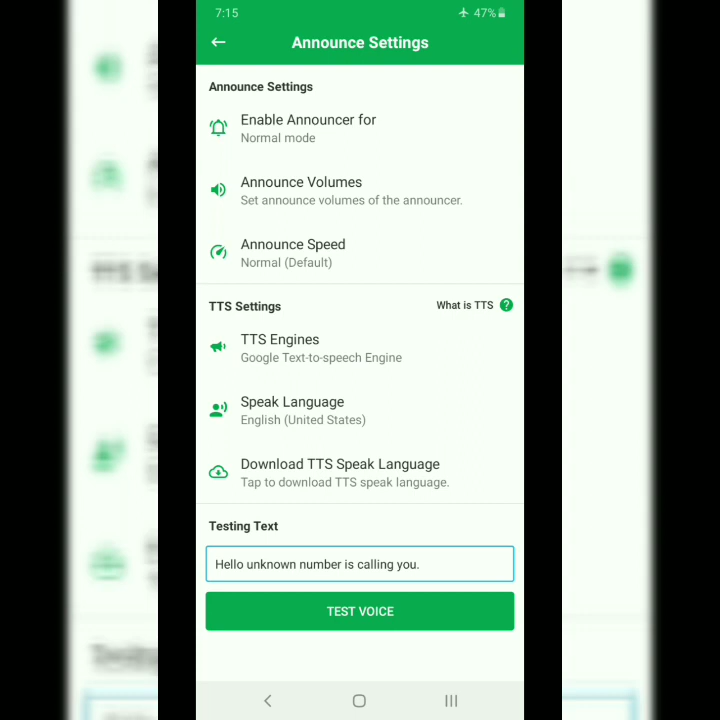 7:15
47%
Announce Settings
Announce Settings
Enable Announcer for
Normal mode
Announce Volumes
Set announce volumes of the announcer.
Announce Speed
Normal (Default)
TTS Settings
What is TTS ?
TTS Engines
Google Text-to-speech Engine
Speak Language
English (United States)
Download TTS Speak Language
Tap to download TTS speak language.
Testing Text
Hello unknown number is calling you.
TEST VOICE